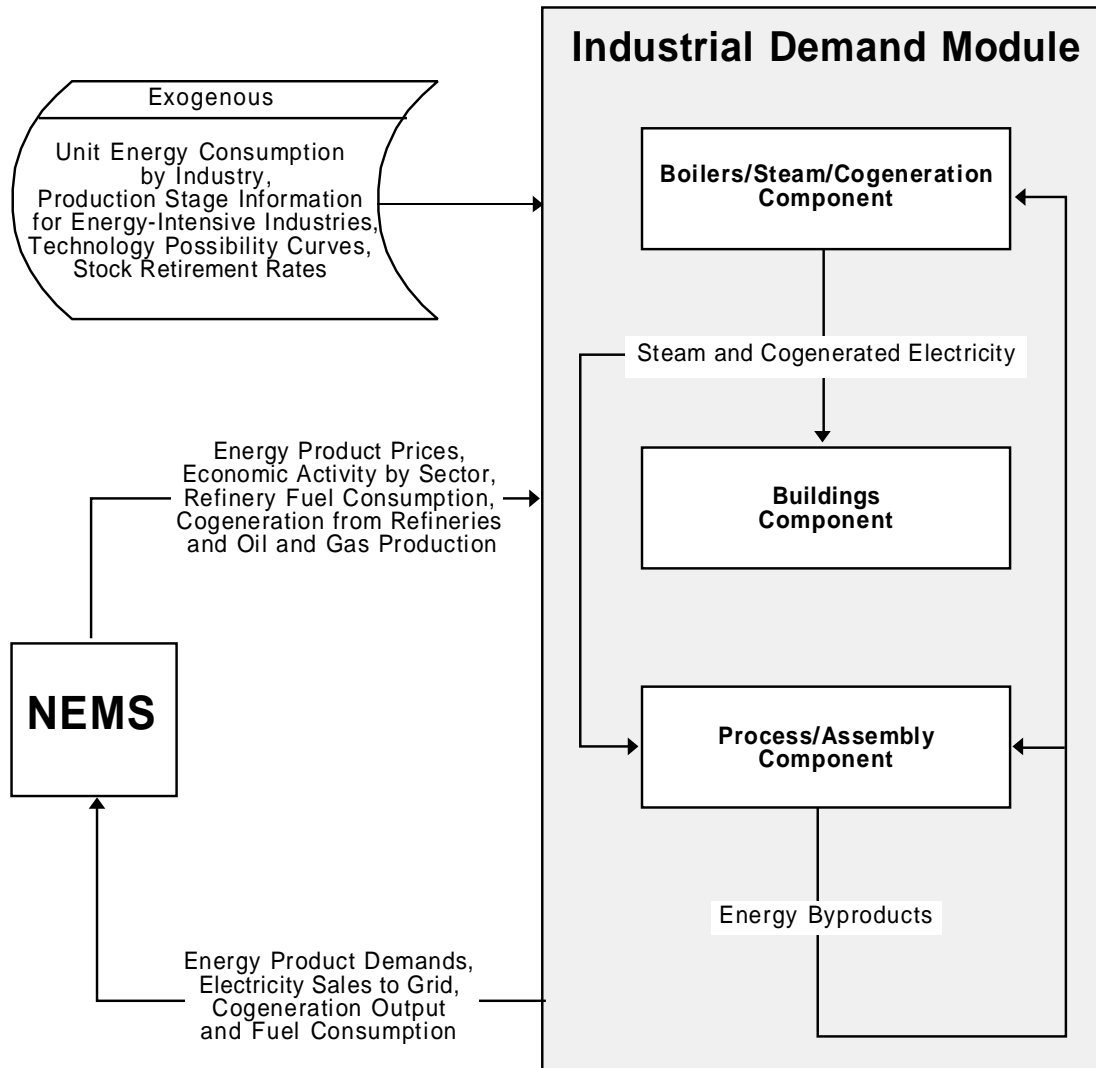 Industrial Demand Module
Exogenous
Unit Energy Consumption
by Industry,
Production Stage Information
for Energy-Intensive Industries,
Technology Possibility Curves,
Stock Retirement Rates
Boilers/Steam/Cogeneration
Component
Steam and Cogenerated Electricity
Energy Product Prices,
Economic Activity by Sector,
Refinery Fuel Consumption,
Cogeneration from Refineries
and Oil and Gas Production
Buildings
Component
NEMS
Process/Assembly
Component
Energy Byproducts
Energy Product Demands,
Electricity Sales to Grid,
Cogeneration Output
and Fuel Consumption